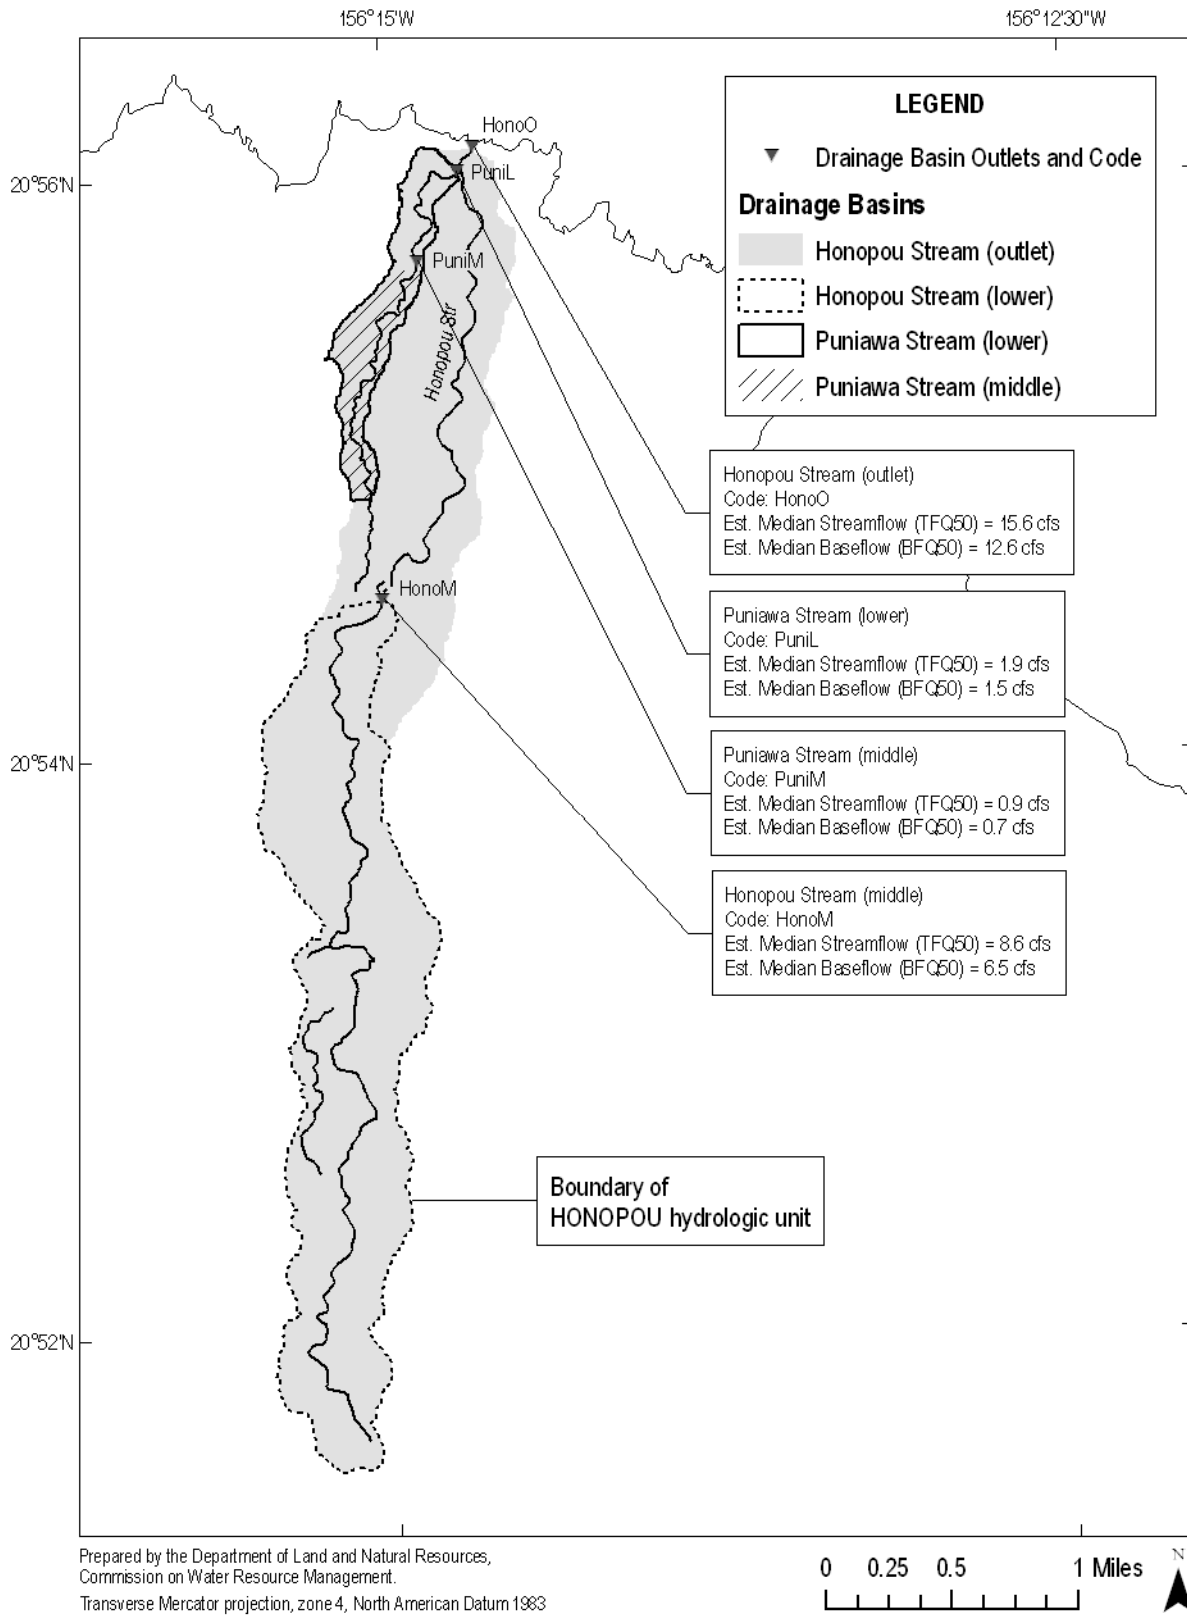 156°15'W
156°12'30"W
HonoO
PuniL
20°56'N
PuniM
Honopou Str
HonoM
20°54'N
20°52'N
LEGEND
Drainage Basin Outlets and Code
Drainage Basins
Honopou Stream (outlet)
Honopou Stream (lower)
Puniawa Stream (lower)
Puniawa Stream (middle)
Honopou Stream (outlet)
Code: HonoO
Est. Median Streamflow (TFQ50) = 15.6 cfs
Est. Median Baseflow (BFQ50) = 12.6 cfs
Puniawa Stream (lower)
Code: PuniL
Est. Median Streamflow (TFQ50) = 1.9 cfs
Est. Median Baseflow (BFQ50) = 1.5 cfs
Puniawa Stream (middle)
Code: PuniM
Est. Median Streamflow (TFQ50) = 0.9 cfs
Est. Median Baseflow (BFQ50) = 0.7 cfs
Honopou Stream (middle)
Code: HonoM
Est. Median Streamflow (TFQ50) = 8.6 cfs
Est. Median Baseflow (BFQ50) = 6.5 cfs
Boundary of
HONOPOU hydrologic unit
Prepared by the Department of Land and Natural Resources,
Commission on Water Resource Management.
Transverse Mercator projection, zone 4, North American Datum 1983
0 0.25 0.5 1 Miles
N